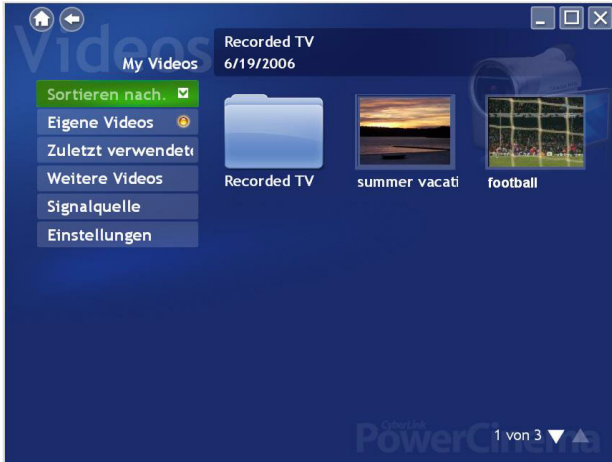 Videos
My Videos
Recorded TV
6/19/2006
Sortieren nach.
Eigene Videos
Zuletzt verwendete
Weitere Videos
Signalquelle
Einstellungen
Recorded TV
summer vacati
football
1 von 3
CyberLink
PowerCinema